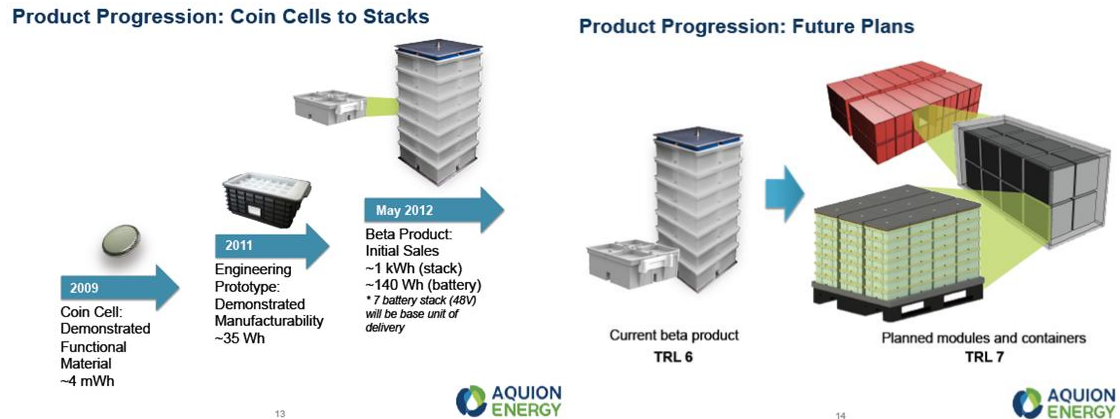 Product Progression: Coin Cells to Stacks
2009
Coin Cell:
Demonstrated
Functional
Material
~4 mWh
2011
Engineering
Prototype:
Demonstrated
Manufacturability
~35 Wh
May 2012
Beta Product:
Initial Sales
~1 kWh (stack)
~140 Wh (battery)
* 7 battery stack (48V)
will be base unit of
delivery
13
AQUION
ENERGY
Product Progression: Future Plans
Current beta product
TRL 6
Planned modules and containers
TRL 7
14
AQUION
ENERGY